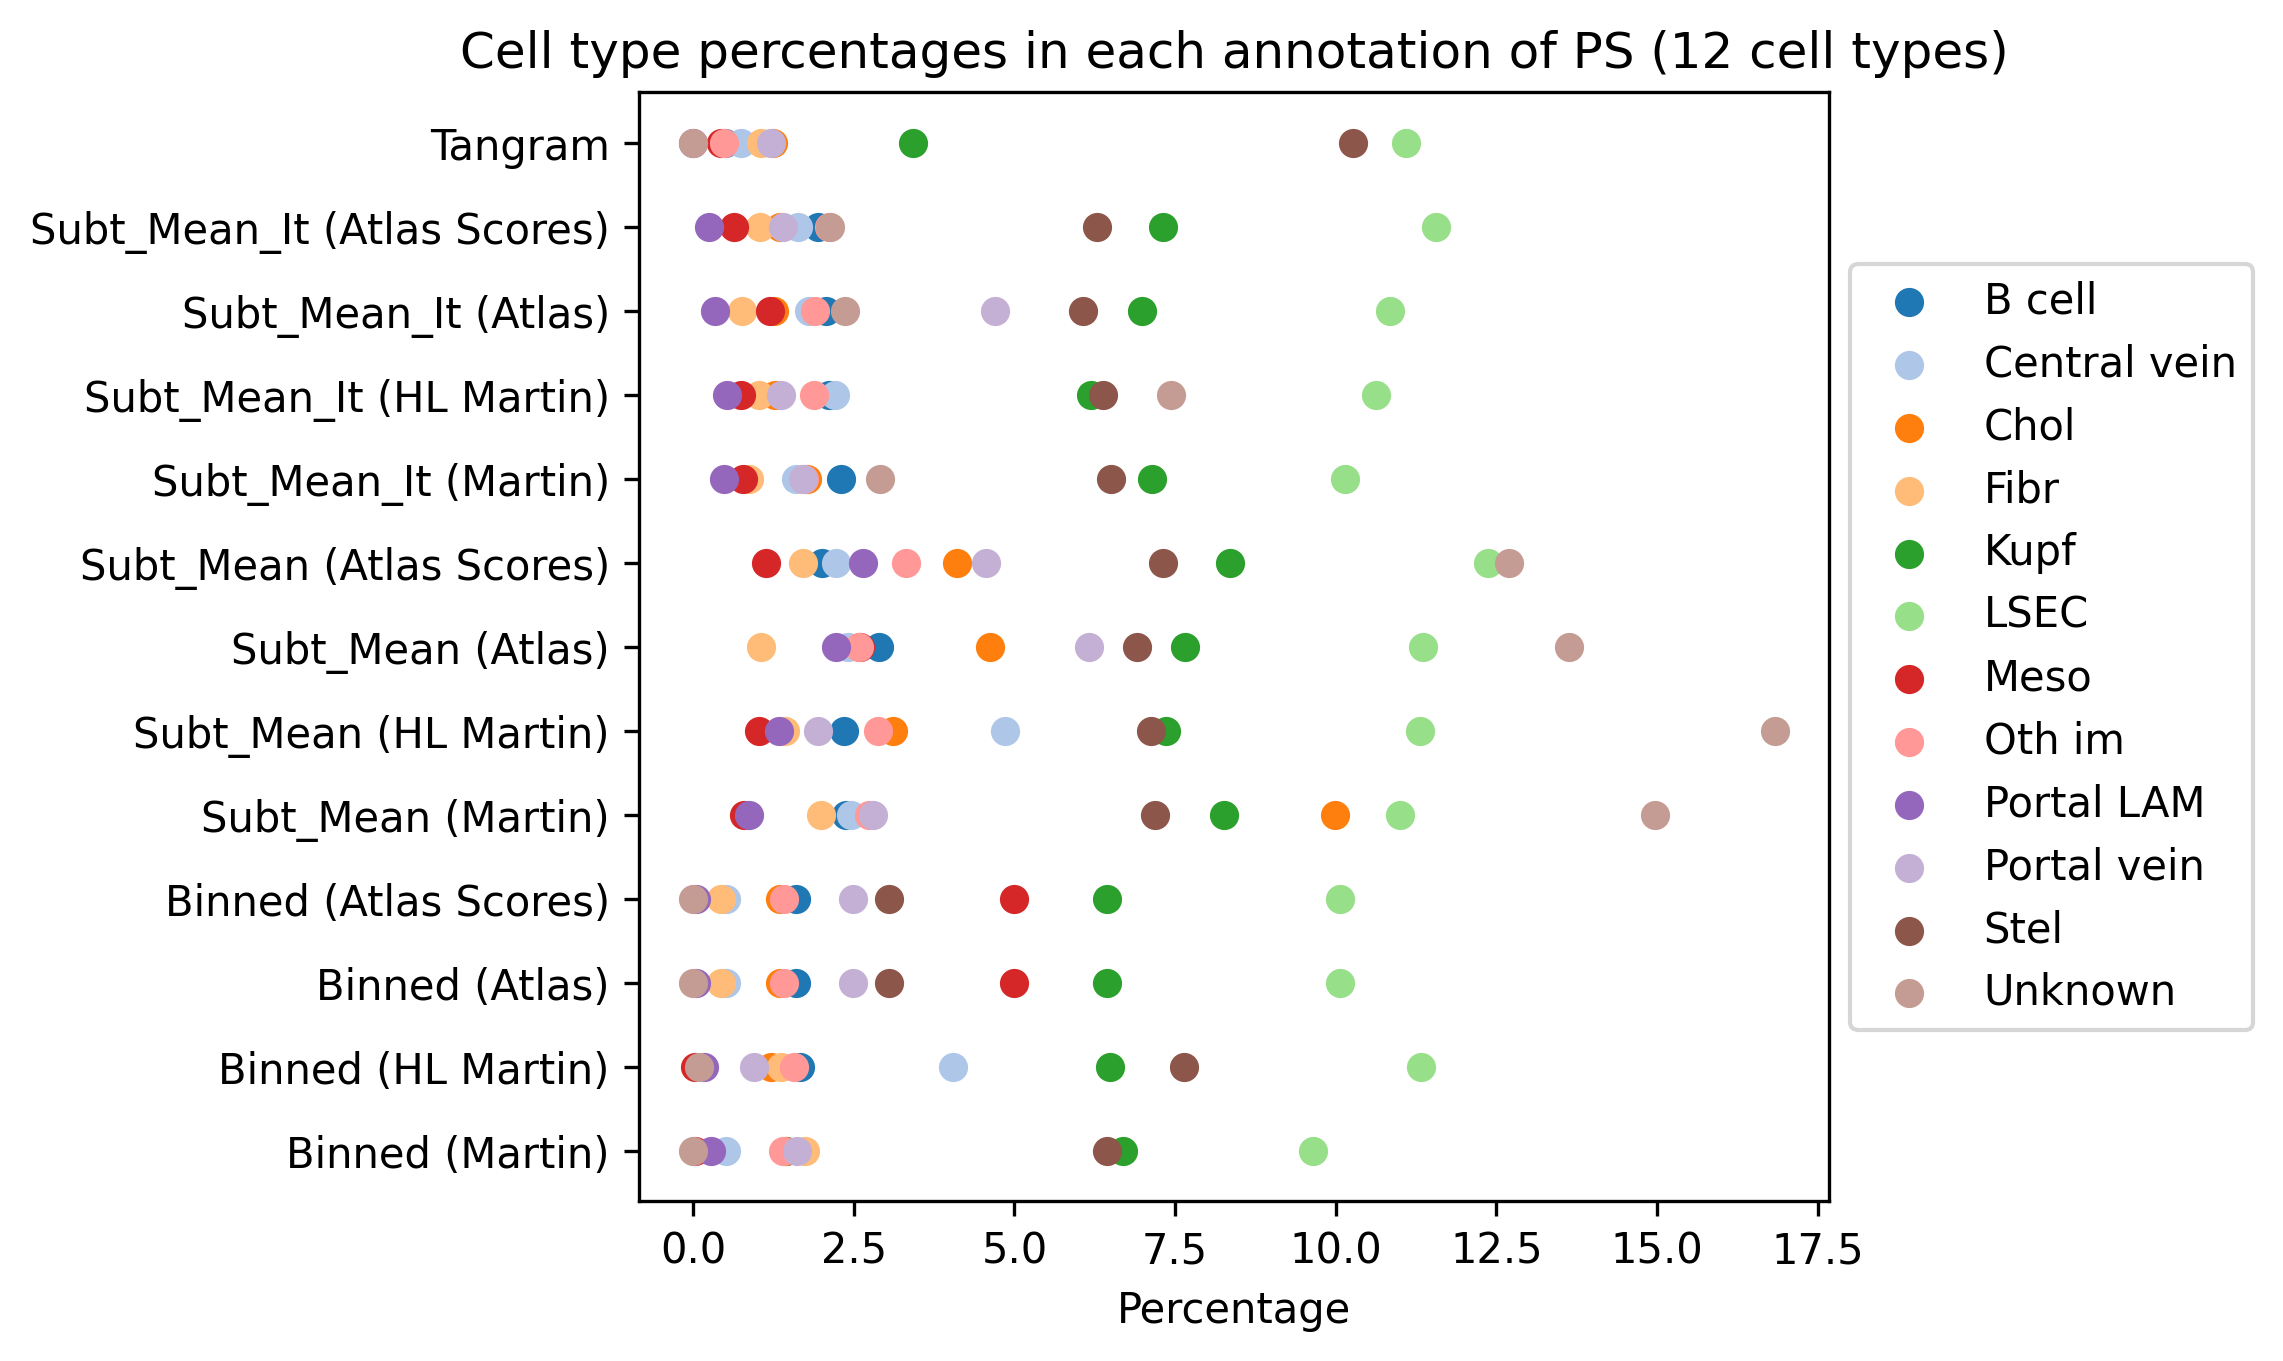 Cell type percentages in each annotation of PS (12 cell types)
Tangram
Subt_Mean_It (Atlas Scores)
Subt_Mean_It (Atlas)
Subt_Mean_It (HL Martin)
Subt_Mean_It (Martin)
Subt_Mean (Atlas Scores)
Subt_Mean (Atlas)
Subt_Mean (HL Martin)
Subt_Mean (Martin)
Binned (Atlas Scores)
Binned (Atlas)
Binned (HL Martin)
Binned (Martin)
0.0 2.5 5.0 7.5 10.0 12.5 15.0 17.5
Percentage
B cell
Central vein
Chol
Fibr
Kupf
LSEC
Meso
Oth im
Portal LAM
Portal vein
Stel
Unknown